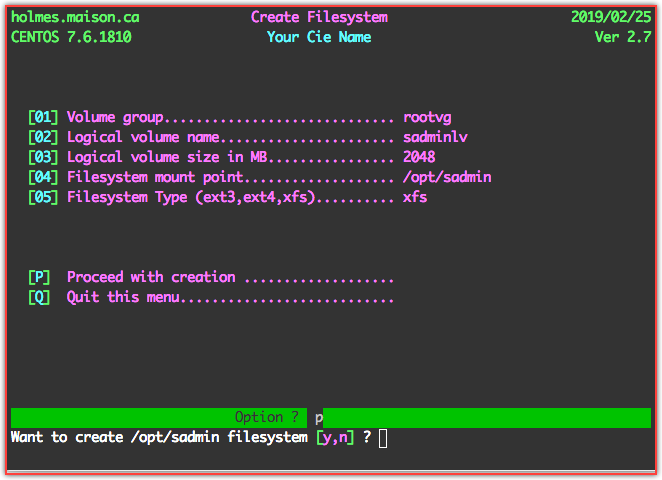 holmes.maison.ca Create Filesystem 2019/02/25
CENTOS 7.6.1810 Your Cie Name Ver 2.7
[01] Volume group............................. rootvg
[02] Logical volume name...................... sadminlv
[03] Logical volume size in MB................ 2048
[04] Filesystem mount point................... /opt/sadmin
[05] Filesystem Type (ext3,ext4,xfs).......... xfs
[P] Proceed with creation ...................
[Q] Quit this menu...........................
Option ? p
Want to create /opt/sadmin filesystem [y,n] ?